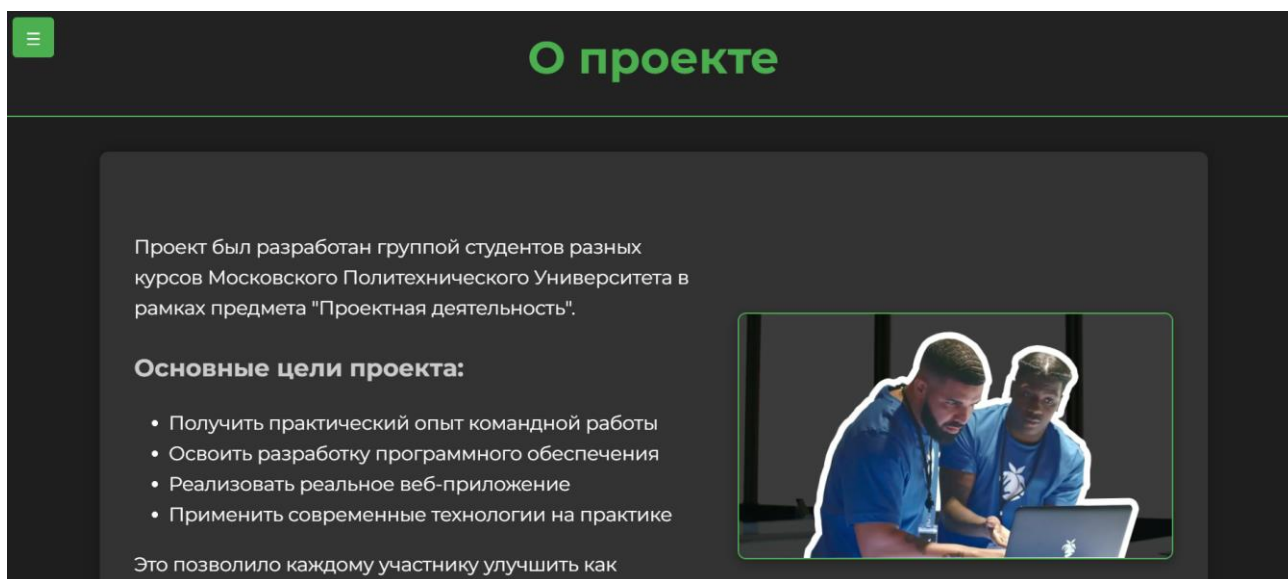 О проекте
Проект был разработан группой студентов разных
курсов Московского Политехнического Университета в
рамках предмета "Проектная деятельность".
Основные цели проекта:
• Получить практический опыт командной работы
• Освоить разработку программного обеспечения
• Реализовать реальное веб-приложение
• Применить современные технологии на практике
Это позволило каждому участнику улучшить как